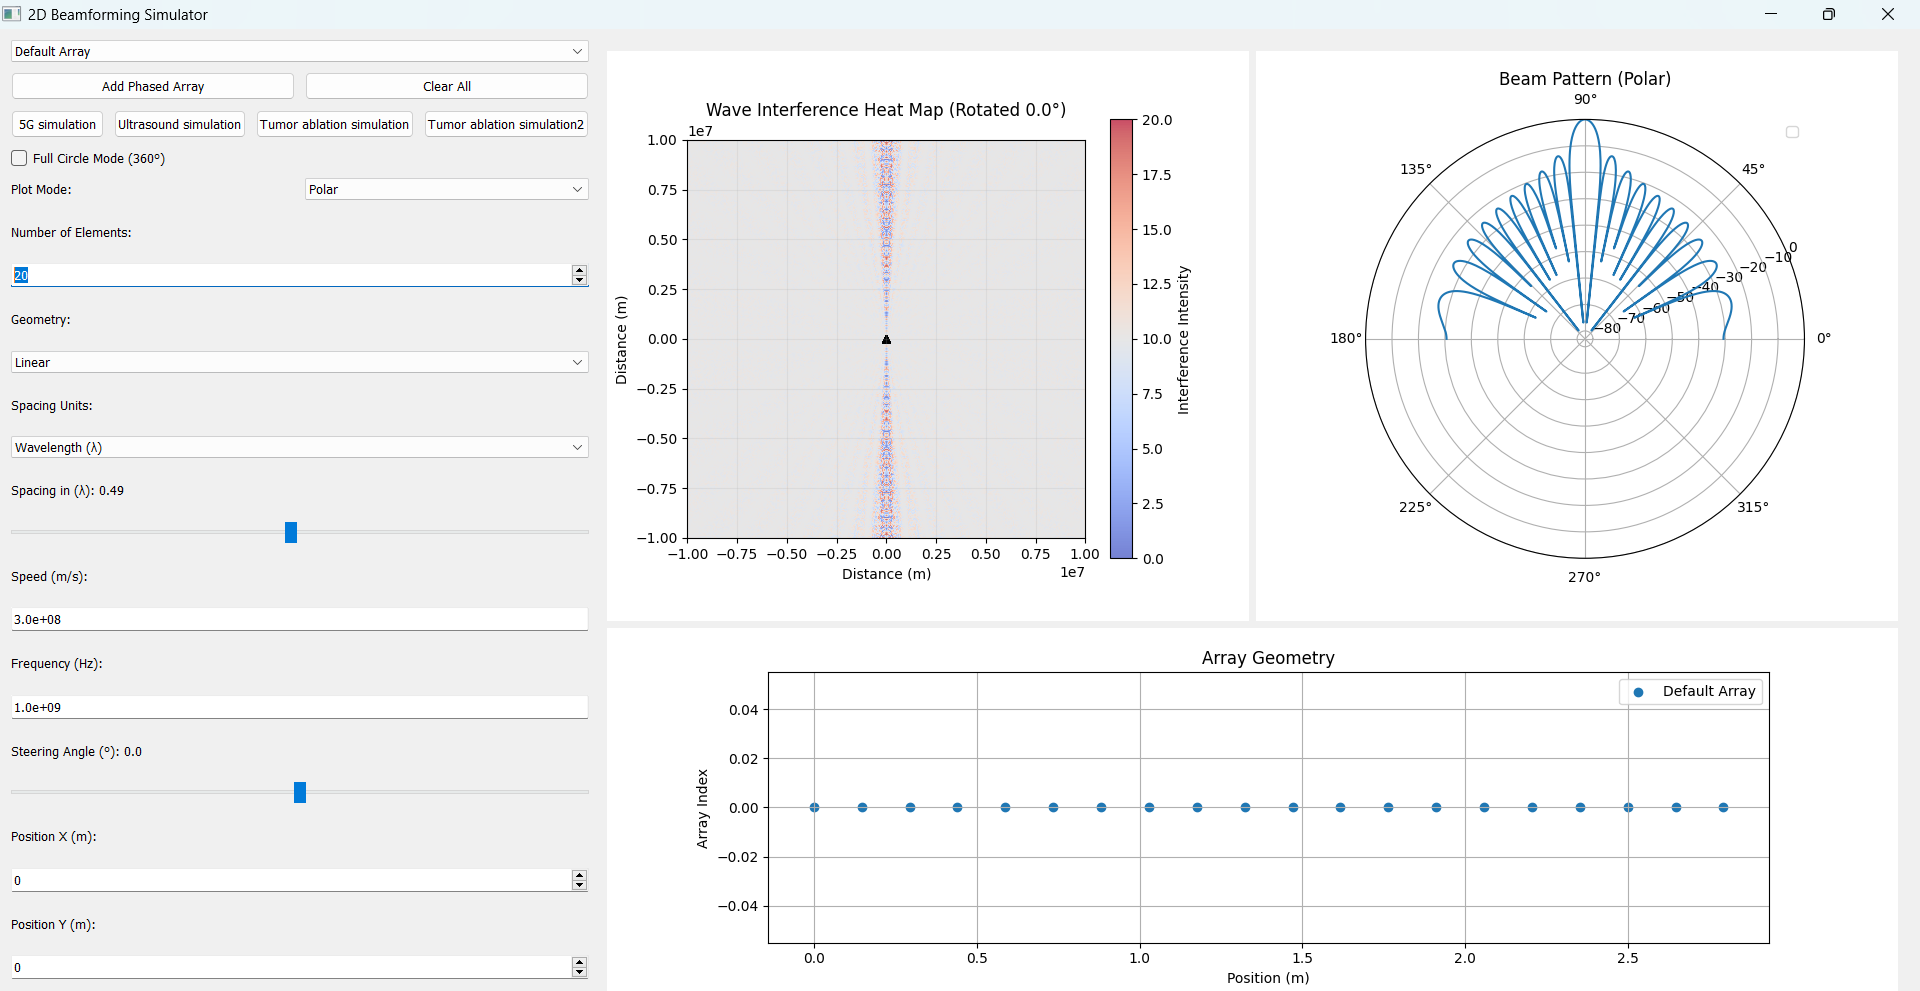 2D Beamforming Simulator
Default Array
Add Phased Array
Clear All
5G simulation
Ultrasound simulation
Tumor ablation simulation
Tumor ablation simulation2
Full Circle Mode (360°)
Plot Mode:
Polar
Number of Elements:
20
Geometry:
Linear
Spacing Units:
Wavelength (λ)
Spacing in (λ): 0.49
Speed (m/s):
3.0e+08
Frequency (Hz):
1.0e+09
Steering Angle (°): 0.0
Position X (m):
0
Position Y (m):
0
Wave Interference Heat Map (Rotated 0.0°)
1e7
1.00
0.75
0.50
0.25
0.00
−0.25
−0.50
−0.75
−1.00
Distance (m)
−1.00 −0.75 −0.50 −0.25 0.00 0.25 0.50 0.75 1.00
Distance (m)
1e7
20.0
17.5
15.0
12.5
10.0
7.5
5.0
2.5
0.0
Interference Intensity
Beam Pattern (Polar)
90°
135°
45°
180°
0°
225°
315°
270°
0
−10
−20
−30
−40
−50
−60
−70
−80
Array Geometry
Default Array
0.04
0.02
0.00
−0.02
−0.04
Array Index
0.0 0.5 1.0 1.5 2.0 2.5
Position (m)